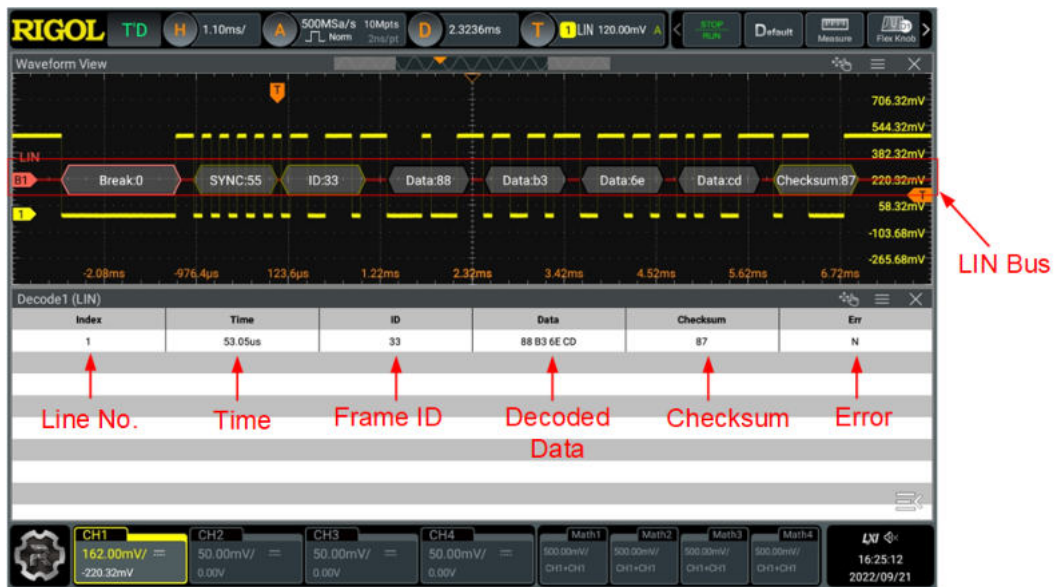 RIGOL T'D H 1.10ms/ A 500MSa/s 10Mpts D 2.3236ms T 1 LIN 120.00mV A < STOP Default Measure Flex Knob >
Norm 2ns/pt RUN
Waveform View
T
706.32mV
544.32mV
382.32mV
LIN
B1 Break:0 SYNC:55 ID:33 Data:88 Data:b3 Data:6e Data:cd Checksum:87 220.32mV
T
1 58.32mV
-103.68mV
-265.68mV
LIN Bus
-2.08ms -976.4µs 123.6µs 1.22ms 2.32ms 3.42ms 4.52ms 5.62ms 6.72ms
Decode1 (LIN)
Index Time ID Data Checksum Err
1 53.05us 33 88 B3 6E CD 87 N
Line No. Time Frame ID Decoded Checksum Error
Data
CH1 CH2 CH3 CH4 Math1 Math2 Math3 Math4 LXI
162.00mV/ 50.00mV/ 50.00mV/ 50.00mV/ 500.00mV/ 500.00mV/ 500.00mV/ 500.00mV/ 16:25:12
-220.32mV 0.00V 0.00V 0.00V CH1+CH1 CH1+CH1 CH1+CH1 CH1+CH1 2022/09/21